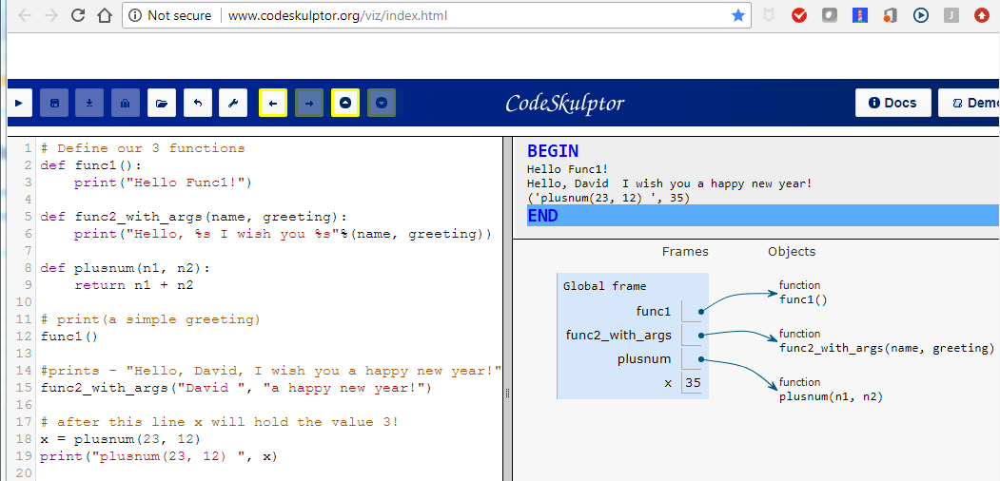 Not secure | www.codeskulptor.org/viz/index.html
J
CodeSkulptor
Docs
Demo
1 # Define our 3 functions
2 def func1():
3     print("Hello Func1!")
4
5 def func2_with_args(name, greeting):
6     print("Hello, %s I wish you %s"%(name, greeting))
7
8 def plusnum(n1, n2):
9     return n1 + n2
10
11 # print(a simple greeting)
12 func1()
13
14 #prints - "Hello, David, I wish you a happy new year!"
15 func2_with_args("David ", "a happy new year!")
16
17 # after this line x will hold the value 3!
18 x = plusnum(23, 12)
19 print("plusnum(23, 12) ", x)
20
BEGIN
Hello Func1!
Hello, David  I wish you a happy new year!
('plusnum(23, 12) ', 35)
END
Frames Objects
Global frame
func1
func2_with_args
plusnum
x 35
function
func1()
function
func2_with_args(name, greeting)
function
plusnum(n1, n2)